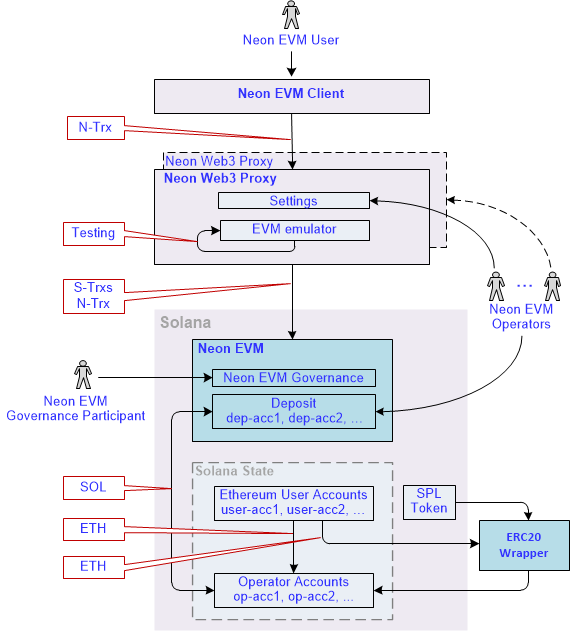 Neon EVM User
Neon EVM Client
N-Trx
Neon Web3 Proxy
Neon Web3 Proxy
Settings
EVM emulator
Testing
S-Trxs
N-Trx
...
Neon EVM
Operators
Solana
Neon EVM
Neon EVM Governance
Deposit
dep-acc1, dep-acc2, ...
Neon EVM
Governance Participant
Solana State
SOL
Ethereum User Accounts
user-acc1, user-acc2, ...
SPL
Token
ETH
ERC20
Wrapper
ETH
Operator Accounts
op-acc1, op-acc2, ...